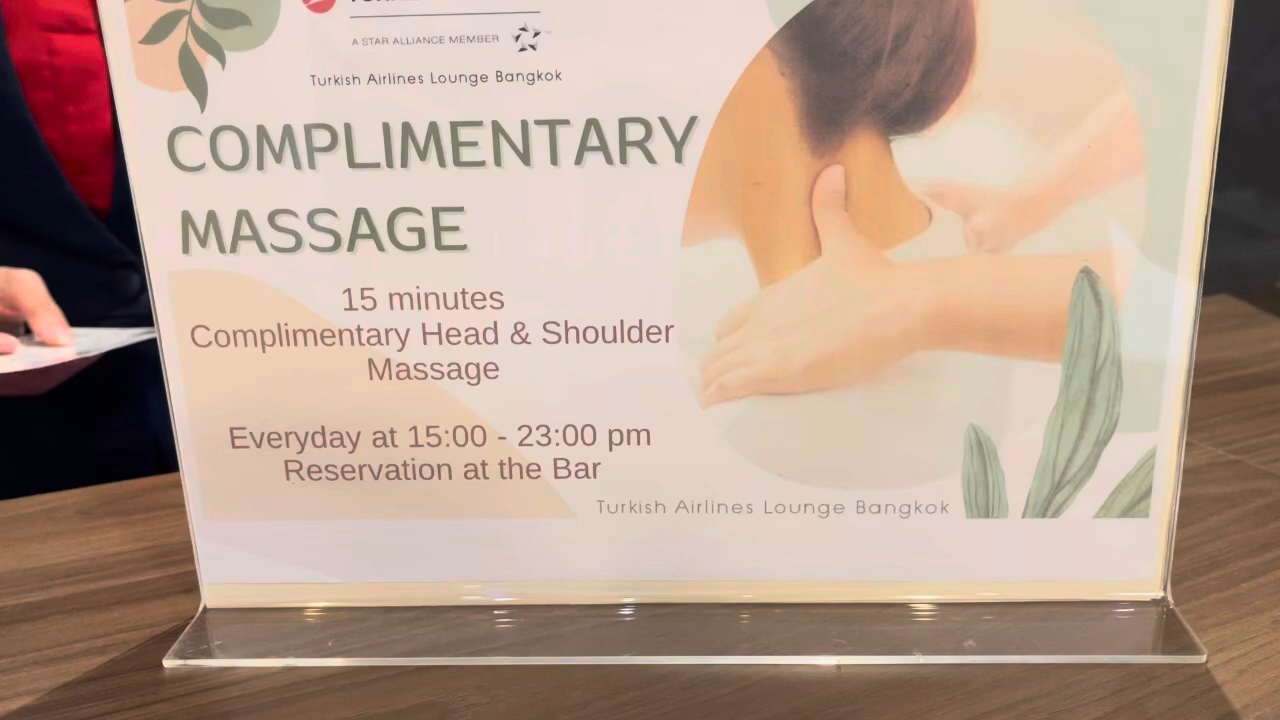 A STAR ALLIANCE MEMBER
Turkish Airlines Lounge Bangkok
COMPLIMENTARY
MASSAGE
15 minutes
Complimentary Head & Shoulder
Massage
Everyday at 15:00 - 23:00 pm
Reservation at the Bar
Turkish Airlines Lounge Bangkok